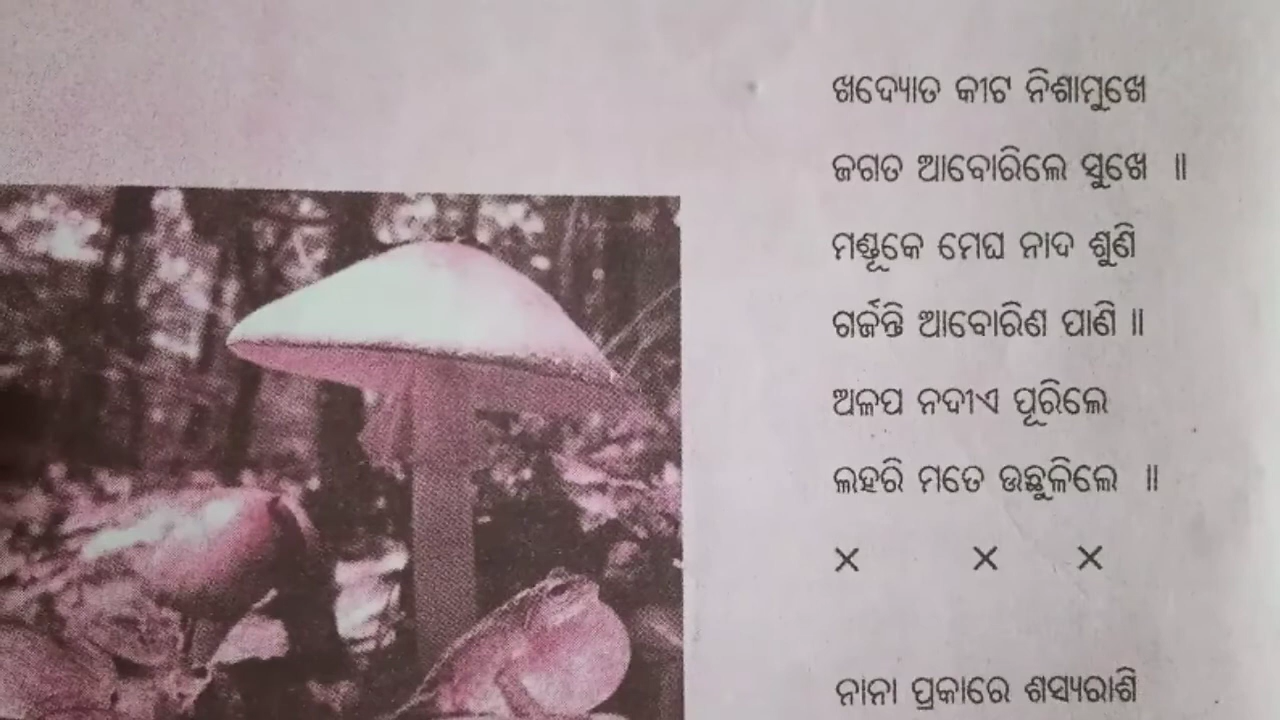 ଖଦ୍ୟୋତ କୀଟ ନିଶାମୁଖେ
ଜଗତ ଆବୋରିଲେ ସୁଖେ ॥
ମଣ୍ଡୂକେ ମେଘ ନାଦ ଶୁଣି
ଗର୍ଜନ୍ତି ଆବୋରିଣ ପାଣି ॥
ଅଳପ ନଦୀଏ ପୂରିଲେ
ଲହରି ମତେ ଉଛୁଳିଲେ ॥
× × ×
ନାନା ପ୍ରକାରେ ଶସ୍ୟରାଶି